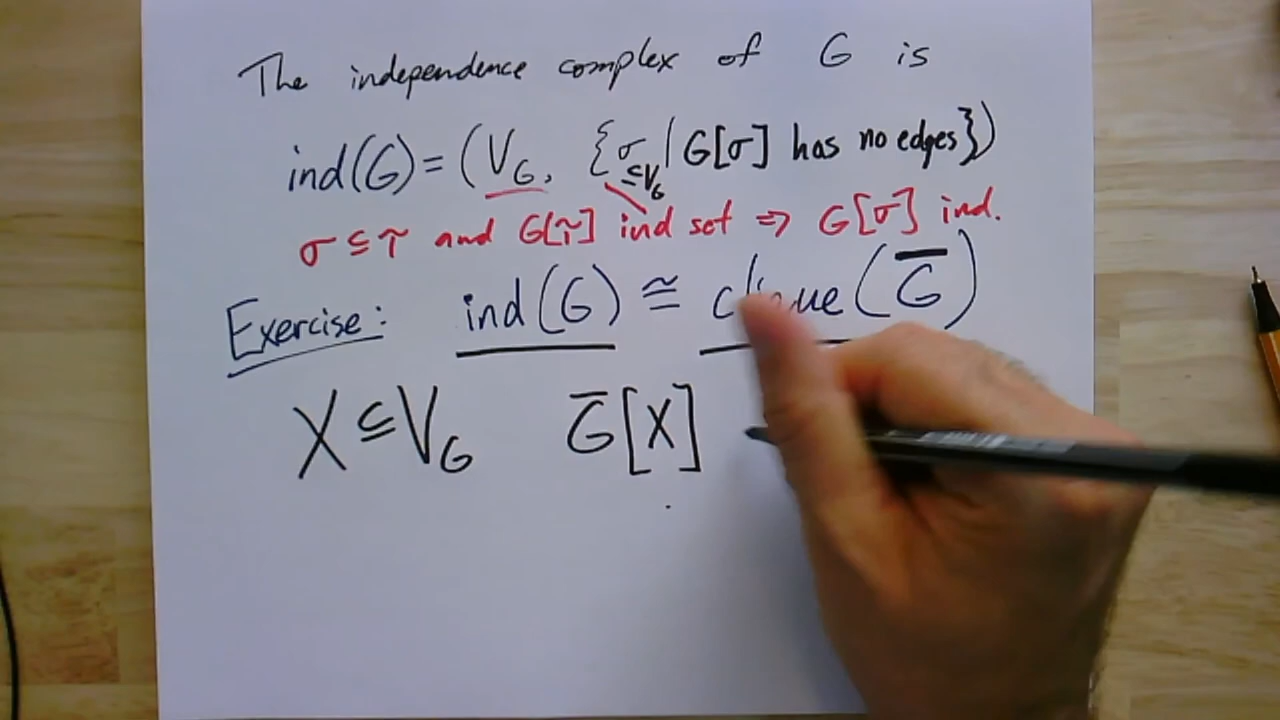 The independence complex of G is
ind(G) = (V_G, {σ ⊆ V_G | G[σ] has no edges})
σ ⊆ τ and G[τ] ind set ⇒ G[σ] ind.
Exercise: ind(G) ≅ clique(G̅)
X ⊆ V_G G̅[X]